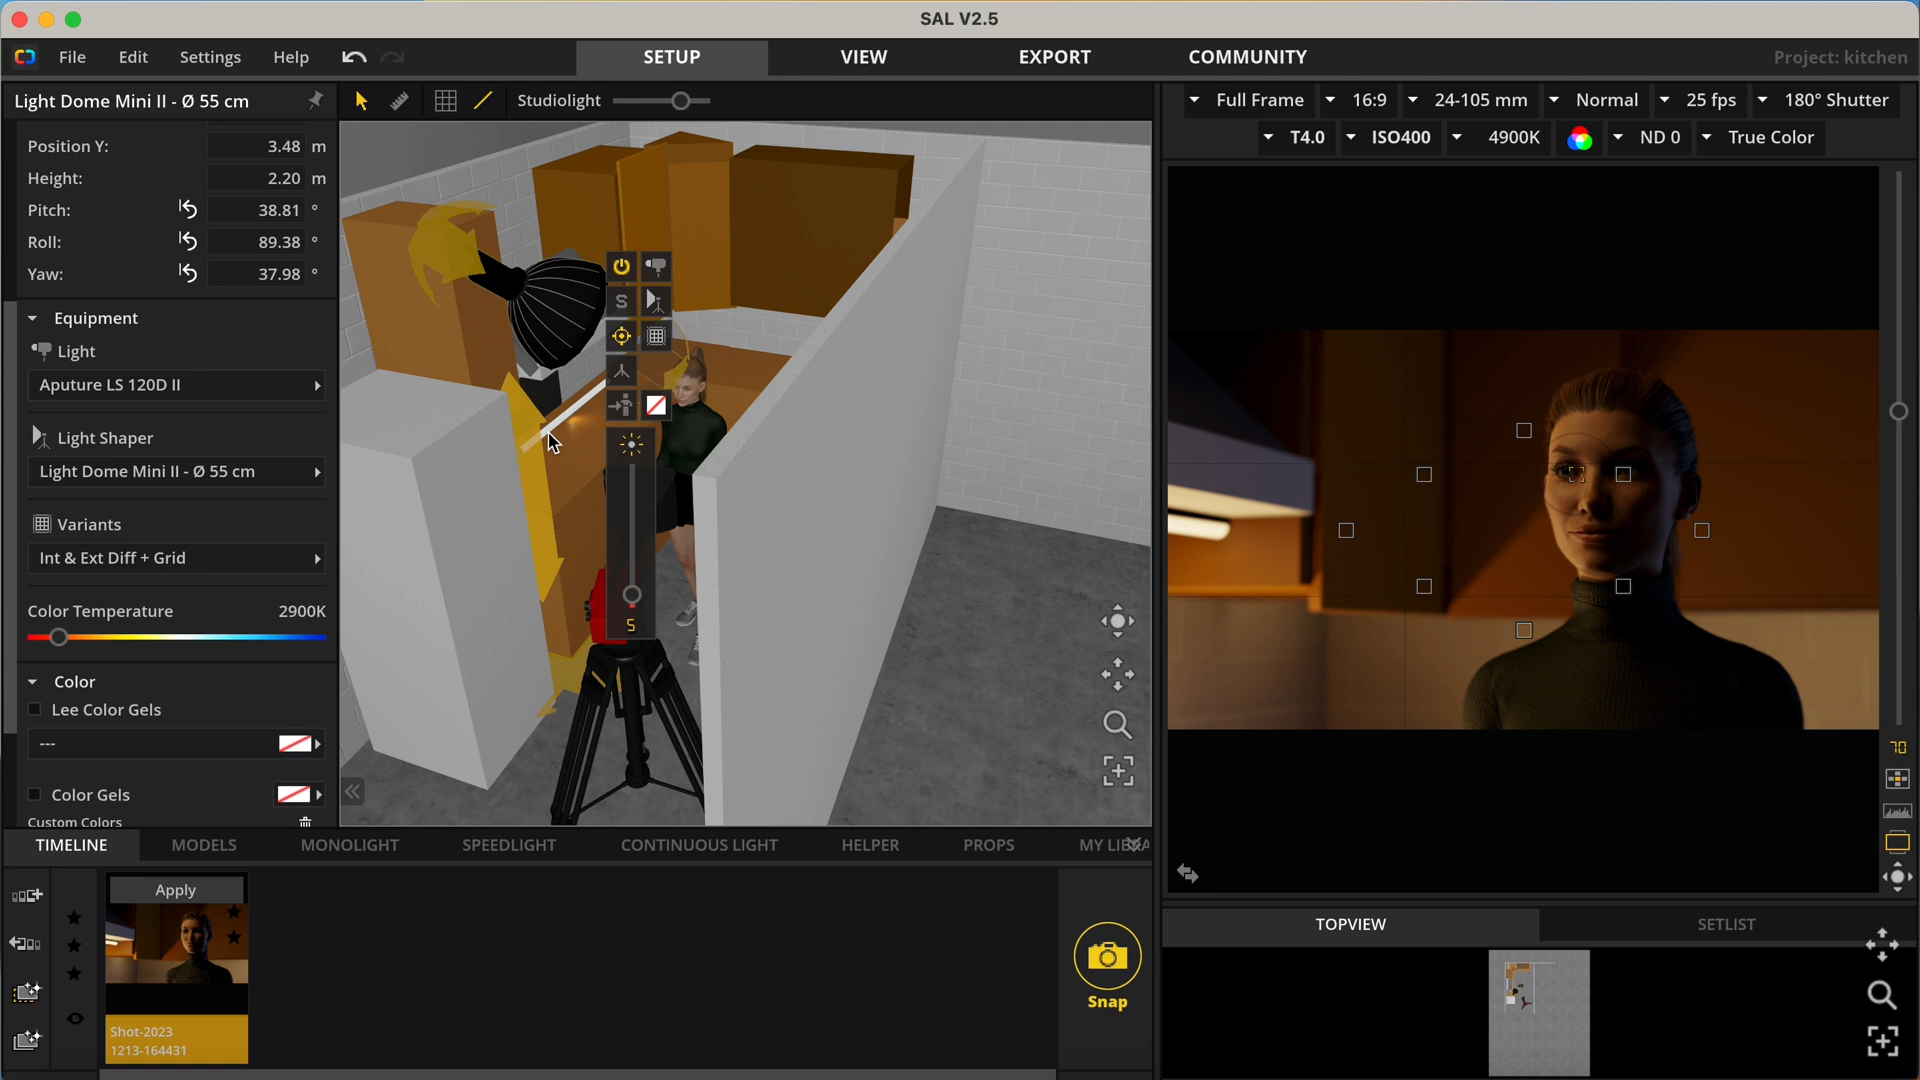 SAL V2.5
File Edit Settings Help SETUP VIEW EXPORT COMMUNITY Project: kitchen
Light Dome Mini II - Ø 55 cm
Studiolight
Full Frame 16:9 24-105 mm Normal 25 fps 180° Shutter
T4.0 ISO400 4900K ND 0 True Color
Position Y: 3.48 m
Height: 2.20 m
Pitch: 38.81 °
Roll: 89.38 °
Yaw: 37.98 °
Equipment
Light
Aputure LS 120D II
Light Shaper
Light Dome Mini II - Ø 55 cm
Variants
Int & Ext Diff + Grid
Color Temperature 2900K
Color
Lee Color Gels
---
Color Gels
Custom Colors
S
5
70
TIMELINE MODELS MONOLIGHT SPEEDLIGHT CONTINUOUS LIGHT HELPER PROPS MY LIBRA
Apply
Shot-2023
1213-164431
Snap
TOPVIEW SETLIST